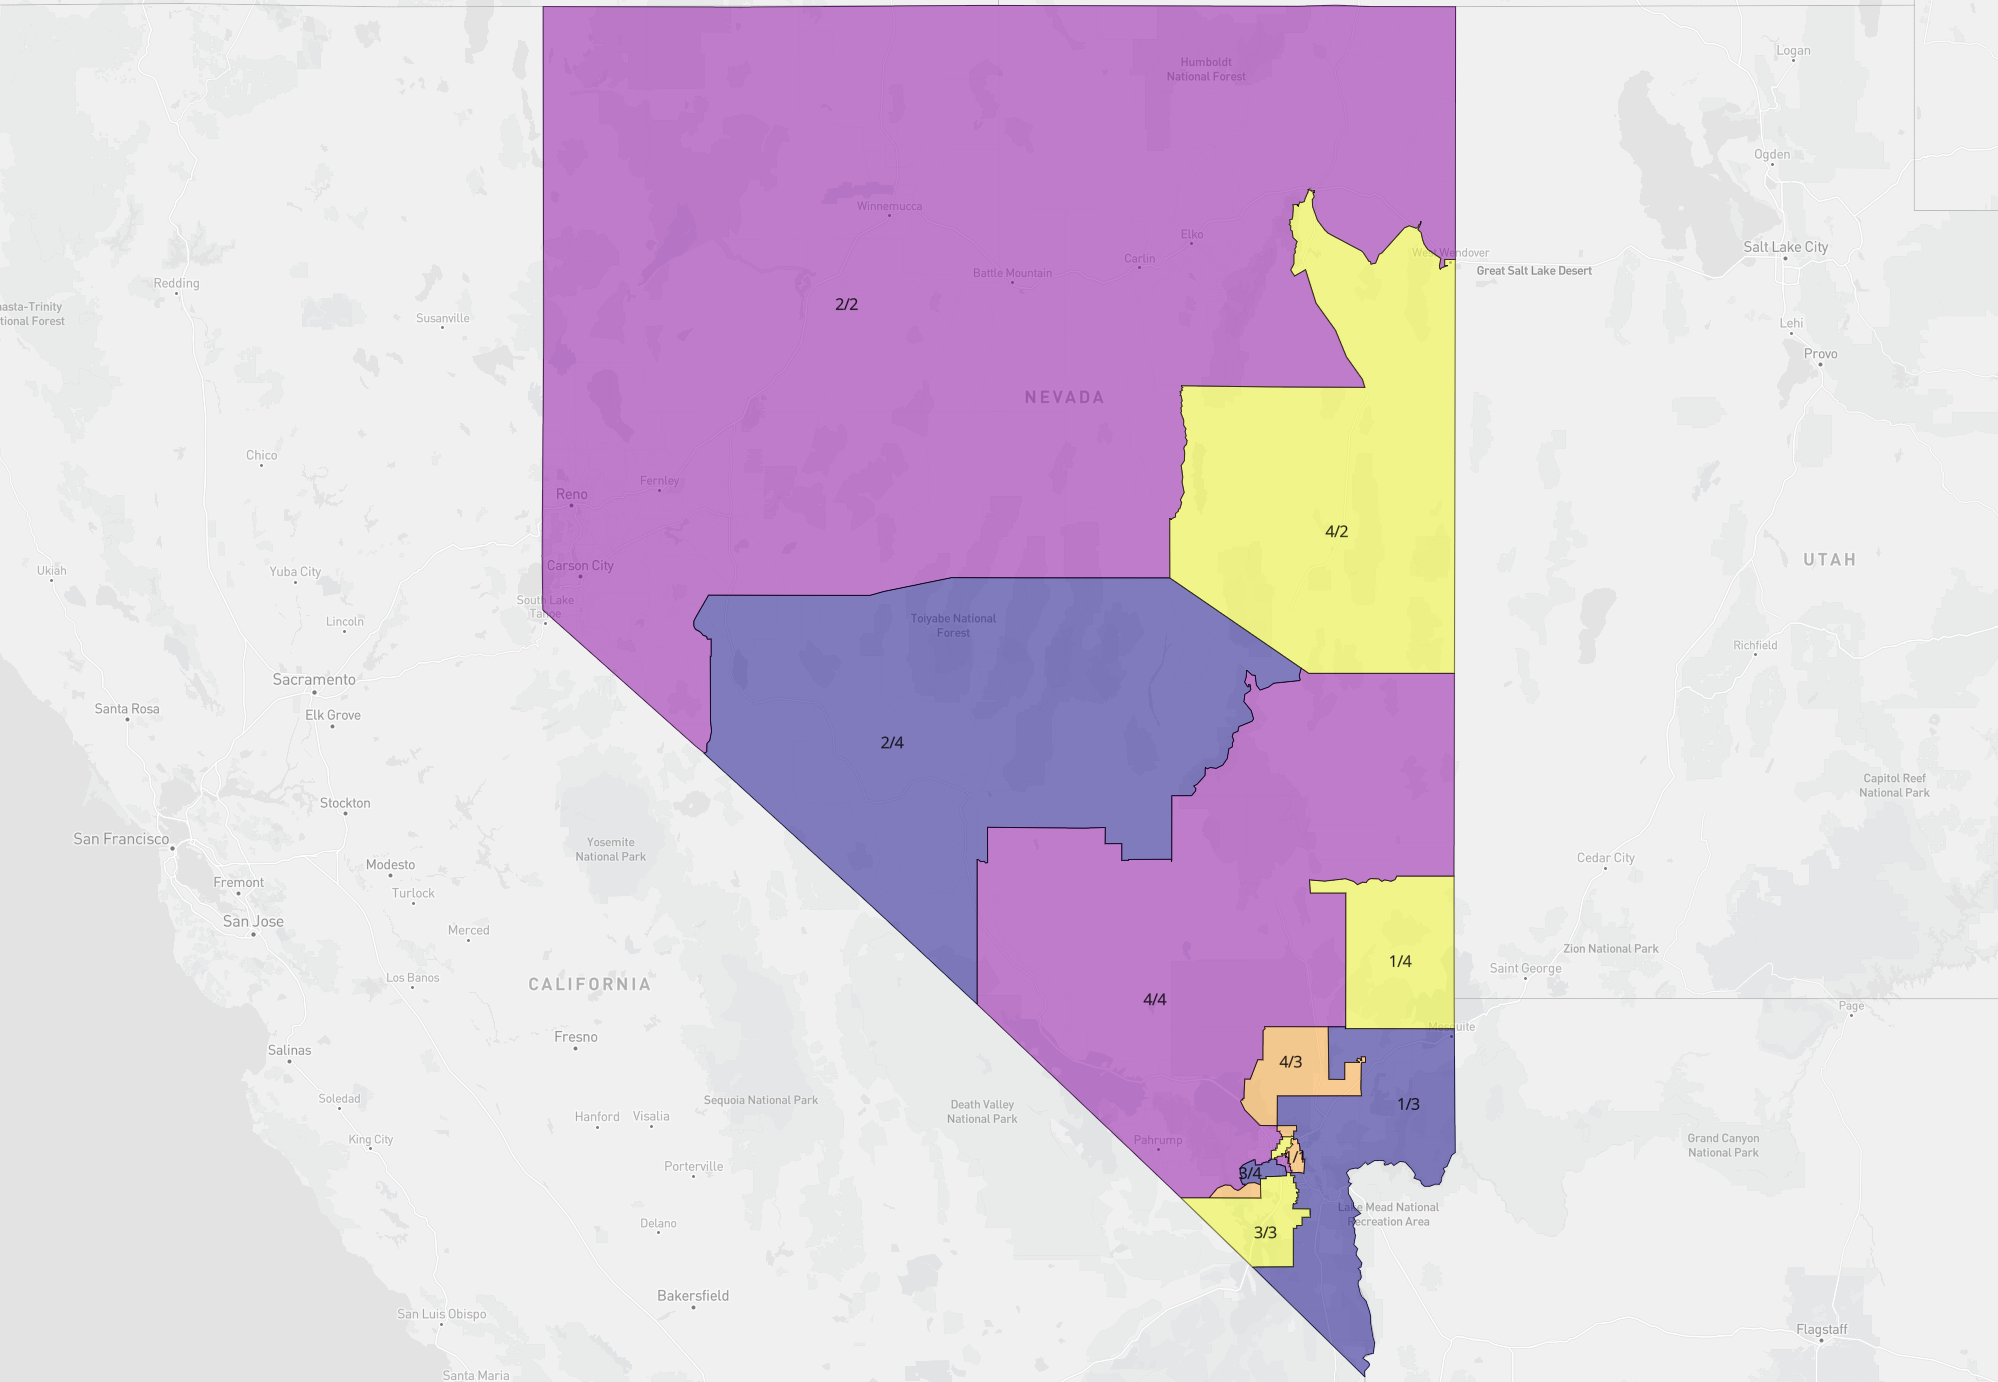 Logan
Humboldt
National Forest
Ogden
Winnemucca
Elko
Salt Lake City
West Wendover
Carlin
Great Salt Lake Desert
Battle Mountain
Redding
2/2
Susanville
tional Forest
Lehi
Provo
NEVADA
Chico
Fernley
Reno
4/2
UTAH
Carson City
Ukiah
Yuba City
South Lake
Tahoe
Lincoln
Toiyabe National
Forest
Richfield
Sacramento
Santa Rosa
Elk Grove
2/4
Capitol Reef
National Park
Stockton
San Francisco
Yosemite
National Park
Cedar City
Modesto
Fremont
Turlock
San Jose
Merced
Zion National Park
1/4
Saint George
Los Banos
CALIFORNIA
4/4
Page
Mesquite
Fresno
Salinas
4/3
Sequoia National Park
Soledad
Death Valley
National Park
1/3
Hanford
Visalia
King City
Pahrump
Grand Canyon
National Park
1/1
Porterville
3/4
Lake Mead National
Recreation Area
Delano
3/3
Bakersfield
San Luis Obispo
Flagstaff
Santa Maria